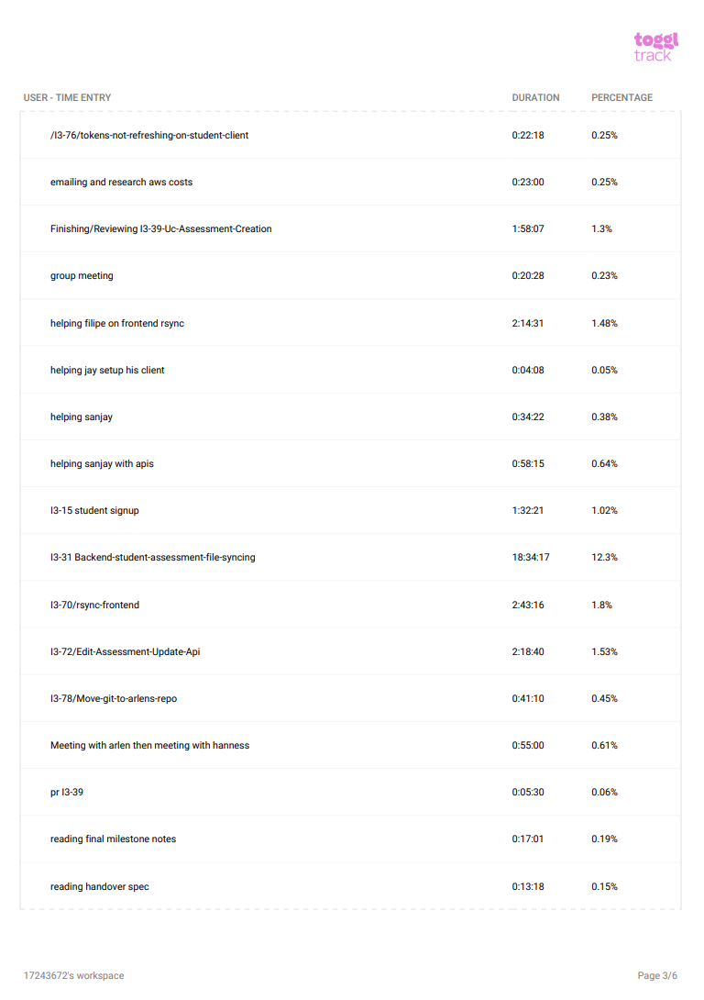 toggl
track
USER - TIME ENTRY DURATION PERCENTAGE
/I3-76/tokens-not-refreshing-on-student-client 0:22:18 0.25%
emailing and research aws costs 0:23:00 0.25%
Finishing/Reviewing I3-39-Uc-Assessment-Creation 1:58:07 1.3%
group meeting 0:20:28 0.23%
helping filipe on frontend rsync 2:14:31 1.48%
helping jay setup his client 0:04:08 0.05%
helping sanjay 0:34:22 0.38%
helping sanjay with apis 0:58:15 0.64%
I3-15 student signup 1:32:21 1.02%
I3-31 Backend-student-assessment-file-syncing 18:34:17 12.3%
I3-70/rsync-frontend 2:43:16 1.8%
I3-72/Edit-Assessment-Update-Api 2:18:40 1.53%
I3-78/Move-git-to-arlens-repo 0:41:10 0.45%
Meeting with arlen then meeting with hanness 0:55:00 0.61%
pr I3-39 0:05:30 0.06%
reading final milestone notes 0:17:01 0.19%
reading handover spec 0:13:18 0.15%
17243672's workspace Page 3/6